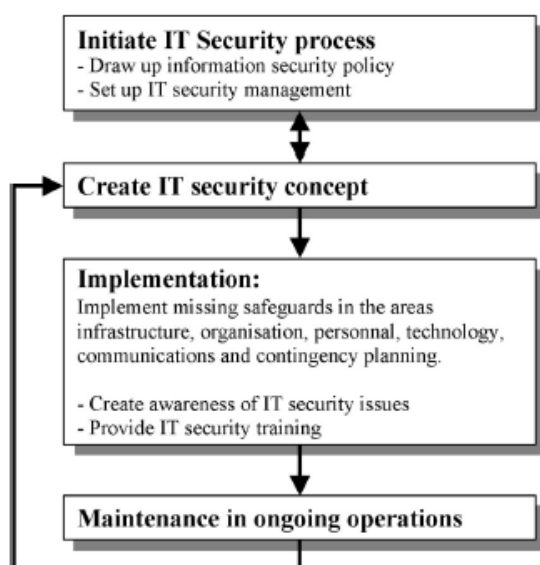 Initiate IT Security process
- Draw up information security policy
- Set up IT security management
Create IT security concept
Implementation:
Implement missing safeguards in the areas
infrastructure, organisation, personnal, technology,
communications and contingency planning.
- Create awareness of IT security issues
- Provide IT security training
Maintenance in ongoing operations